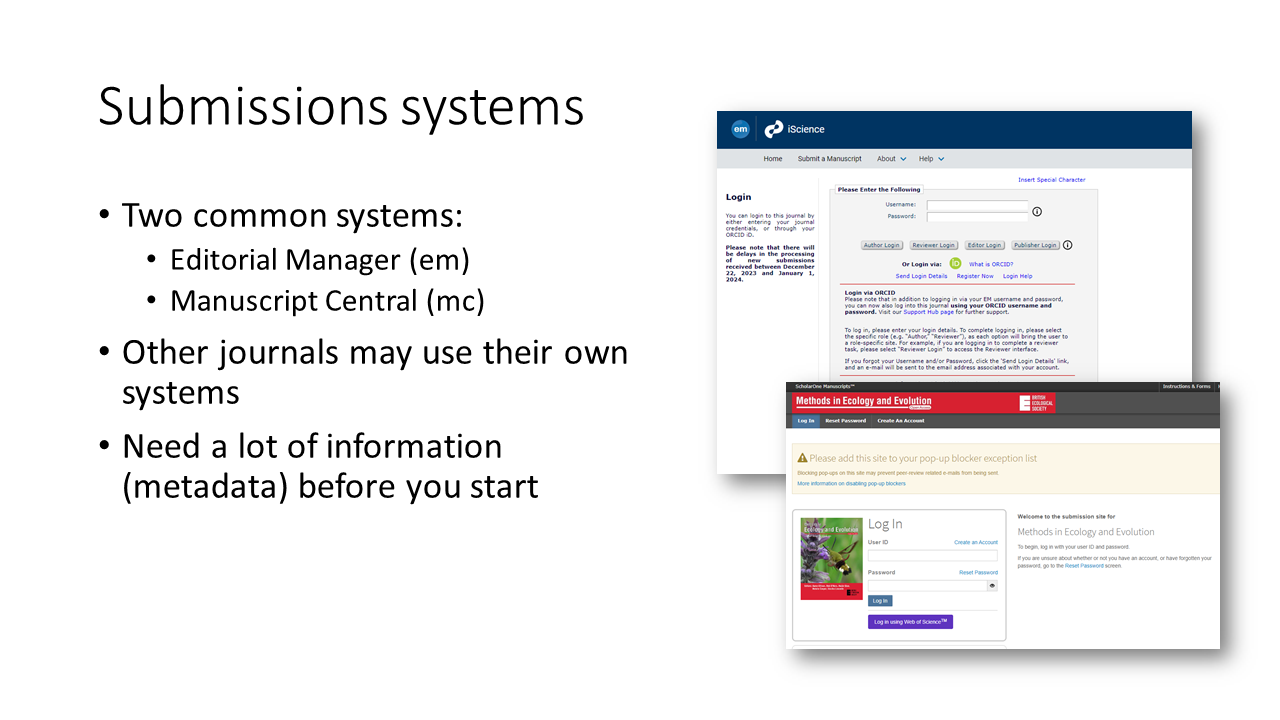 Submissions systems
• Two common systems:
• Editorial Manager (em)
• Manuscript Central (mc)
• Other journals may use their own
systems
• Need a lot of information
(metadata) before you start
em iScience
Home Submit a Manuscript About Help
Insert Special Character
Login
You can login to this journal by
either entering your journal
credentials, or through your
ORCID iD.
Please note that there will
be delays in the processing
of new submissions
received between December
22, 2023 and January 1,
2024.
Please Enter the Following
Username:
Password:
Author Login Reviewer Login Editor Login Publisher Login
Or Login via: iD What is ORCID?
Send Login Details Register Now Login Help
Login via ORCID
Please note that in addition to logging in via your EM username and password,
you can now also log into this journal using your ORCID username and
password. Visit our Support Hub page for further support.
To log in, please enter your login details. To complete logging in, please select
the specific role (e.g. "Author," "Reviewer"), as each option will bring the user to
a role-specific site. For example, if you are logging in to complete a reviewer
task, please select "Reviewer Login" to access the Reviewer interface.
If you forgot your Username and/or Password, click the 'Send Login Details' link,
and an e-mail will be sent to the email address associated with your account.
ScholarOne Manuscripts™ Instructions & Forms
Methods in Ecology and Evolution
BRITISH
ECOLOGICAL
SOCIETY
Log In Reset Password Create An Account
Please add this site to your pop-up blocker exception list
Blocking pop-ups on this site may prevent peer-review related e-mails from being sent.
More information on disabling pop-up blockers
Ecology and Evolution
Log In
User ID Create an Account
Password Reset Password
Log In
Log in using Web of Science™
Welcome to the submission site for
Methods in Ecology and Evolution
To begin, log in with your user ID and password.
If you are unsure about whether or not you have an account, or have forgotten your
password, go to the Reset Password screen.